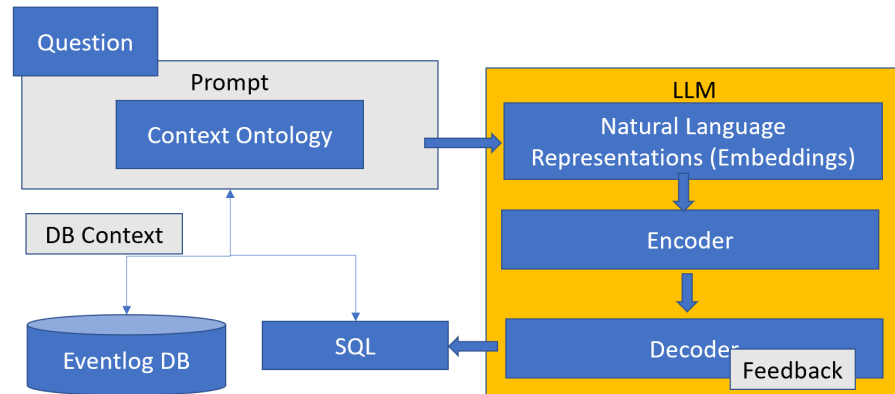 Question
Prompt
Context Ontology
DB Context
Eventlog DB
SQL
LLM
Natural Language
Representations (Embeddings)
Encoder
Decoder
Feedback